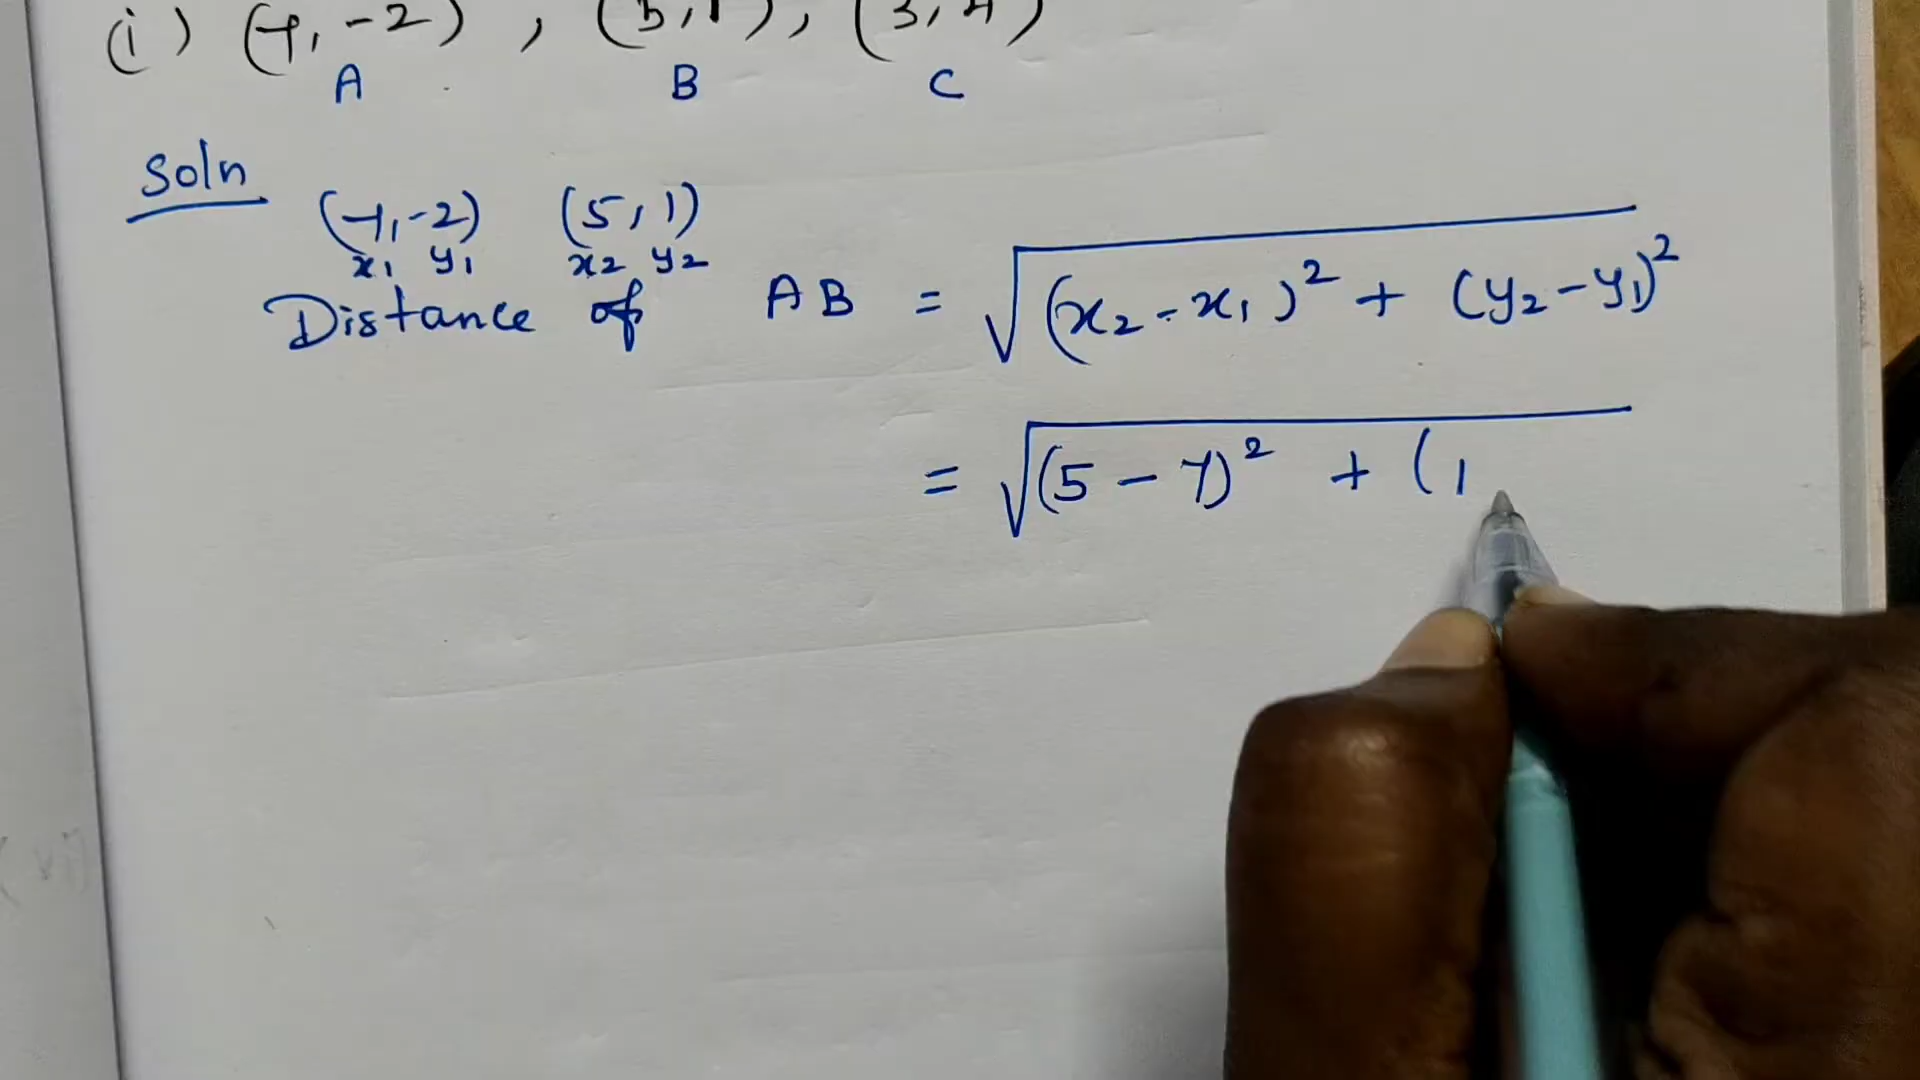 (i) (7, -2) , (5, 1), (3, 4)
A B C
Soln
(7, -2) (5, 1)
x₁ y₁ x₂ y₂
Distance of AB = √(x₂ - x₁)² + (y₂ - y₁)²
= √(5 - 7)² + (1